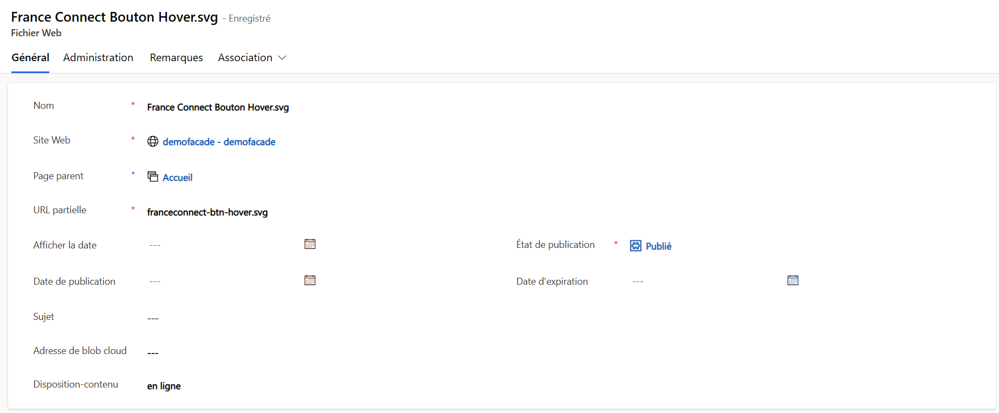 France Connect Bouton Hover.svg - Enregistré
Fichier Web
Général Administration Remarques Association
Nom * France Connect Bouton Hover.svg
Site Web * demofacade - demofacade
Page parent + Accueil
URL partielle * franceconnect-btn-hover.svg
Afficher la date --- État de publication * Publié
Date de publication --- Date d'expiration ---
Sujet ---
Adresse de blob cloud ---
Disposition-contenu en ligne